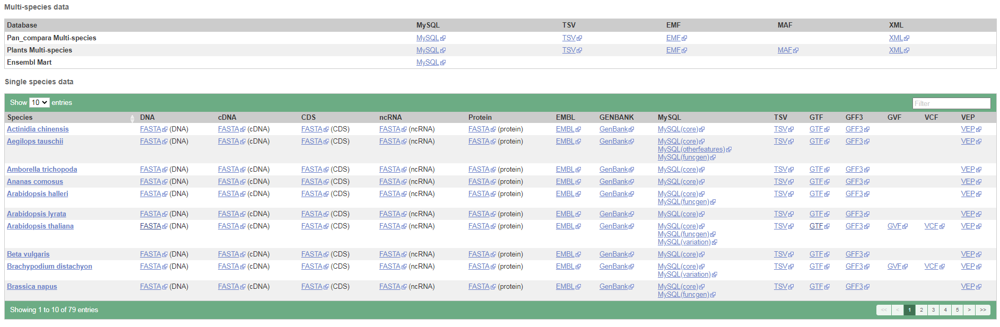 Multi-species data
Database MySQL TSV EMF MAF XML
Pan_compara Multi-species MySQL TSV EMF XML
Plants Multi-species MySQL TSV EMF MAF XML
Ensembl Mart MySQL
Single species data
Show 10 entries Filter
Species DNA cDNA CDS ncRNA Protein EMBL GENBANK MySQL TSV GTF GFF3 GVF VCF VEP
Actinidia chinensis FASTA (DNA) FASTA (cDNA) FASTA (CDS) FASTA (ncRNA) FASTA (protein) EMBL GenBank MySQL(core) TSV GTF GFF3 VEP
Aegilops tauschii FASTA (DNA) FASTA (cDNA) FASTA (CDS) FASTA (ncRNA) FASTA (protein) EMBL GenBank MySQL(core) TSV GTF GFF3 VEP
MySQL(otherfeatures)
MySQL(funcgen)
Amborella trichopoda FASTA (DNA) FASTA (cDNA) FASTA (CDS) FASTA (ncRNA) FASTA (protein) EMBL GenBank MySQL(core) TSV GTF GFF3 VEP
Ananas comosus FASTA (DNA) FASTA (cDNA) FASTA (CDS) FASTA (ncRNA) FASTA (protein) EMBL GenBank MySQL(core) TSV GTF GFF3 VEP
Arabidopsis halleri FASTA (DNA) FASTA (cDNA) FASTA (CDS) FASTA (ncRNA) FASTA (protein) EMBL GenBank MySQL(core) TSV GTF GFF3 VEP
MySQL(funcgen)
Arabidopsis lyrata FASTA (DNA) FASTA (cDNA) FASTA (CDS) FASTA (ncRNA) FASTA (protein) EMBL GenBank MySQL(core) TSV GTF GFF3 VEP
Arabidopsis thaliana FASTA (DNA) FASTA (cDNA) FASTA (CDS) FASTA (ncRNA) FASTA (protein) EMBL GenBank MySQL(core) TSV GTF GFF3 GVF VCF VEP
MySQL(funcgen)
MySQL(variation)
Beta vulgaris FASTA (DNA) FASTA (cDNA) FASTA (CDS) FASTA (ncRNA) FASTA (protein) EMBL GenBank MySQL(core) TSV GTF GFF3 VEP
Brachypodium distachyon FASTA (DNA) FASTA (cDNA) FASTA (CDS) FASTA (ncRNA) FASTA (protein) EMBL GenBank MySQL(core) TSV GTF GFF3 GVF VCF VEP
MySQL(variation)
Brassica napus FASTA (DNA) FASTA (cDNA) FASTA (CDS) FASTA (ncRNA) FASTA (protein) EMBL GenBank MySQL(core) TSV GTF GFF3 VEP
MySQL(funcgen)
Showing 1 to 10 of 79 entries << < 1 2 3 4 5 > >>